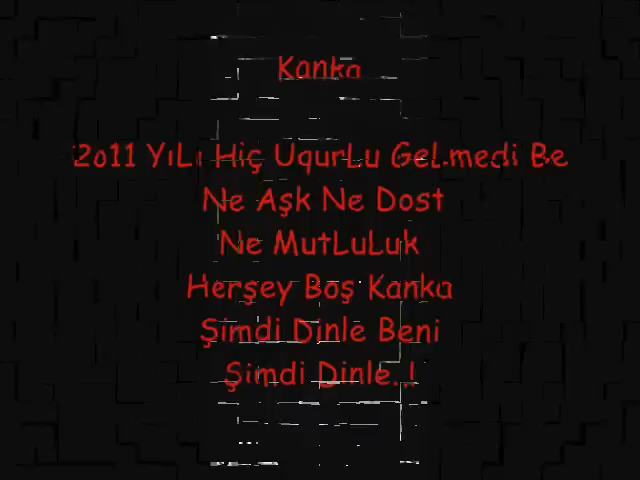 Kanka
2o11 YıLı Hiç UqurLu GeLmedi Be
Ne Aşk Ne Dost
Ne MutLuLuk
Herşey Boş Kanka
Şimdi Dinle Beni
Şimdi Dinle..!